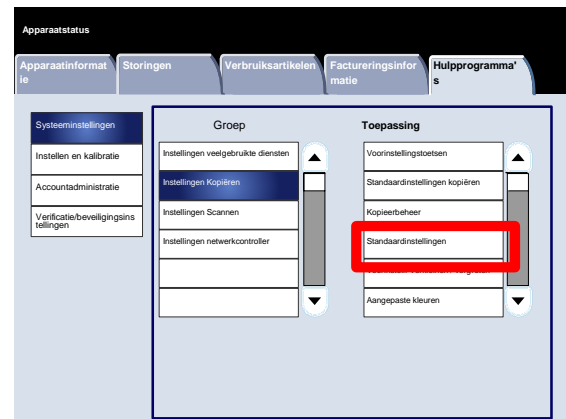 Apparaatstatus
Apparaatinformat
ie
Storingen
Verbruiksartikelen
Factureringsinfor
matie
Hulpprogramma'
s
Systeeminstellingen
Instellen en kalibratie
Accountadministratie
Verificatie/beveiligingsins
tellingen
Groep
Instellingen veelgebruikte diensten
Instellingen Kopiëren
Instellingen Scannen
Instellingen netwerkcontroller
Toepassing
Voorinstellingstoetsen
Standaardinstellingen kopiëren
Kopieerbeheer
Standaardinstellingen
Aangepaste kleuren